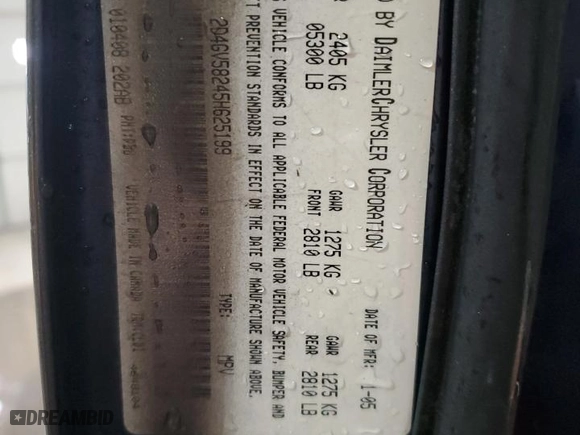 ) BY DAIMLERCHRYSLER CORPORATION
DATE OF MFR: 1-05
2405 KG GAWR 1275 KG GAWR 1275 KG
05300 LB FRONT 2810 LB REAR 2810 LB
VEHICLE CONFORMS TO ALL APPLICABLE FEDERAL MOTOR VEHICLE SAFETY, BUMPER AND
T PREVENTION STANDARDS IN EFFECT ON THE DATE OF MANUFACTURE SHOWN ABOVE.
2D4GV58245H625199 TYPE: MPV
010408 202AB VEHICLE MADE IN CANADA
DREAMBID